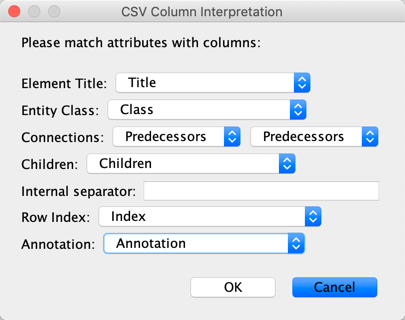 CSV Column Interpretation
Please match attributes with columns:
Element Title: Title
Entity Class: Class
Connections: Predecessors Predecessors
Children: Children
Internal separator:
Row Index: Index
Annotation: Annotation
OK Cancel